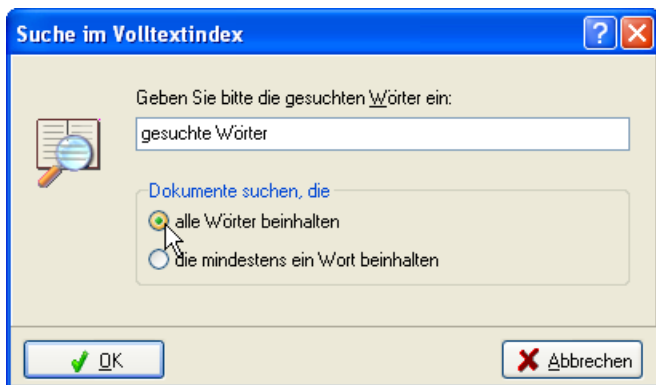 Suche im Volltextindex
?
Geben Sie bitte die gesuchten Wörter ein:
gesuchte Wörter
Dokumente suchen, die
alle Wörter beinhalten
die mindestens ein Wort beinhalten
OK
Abbrechen